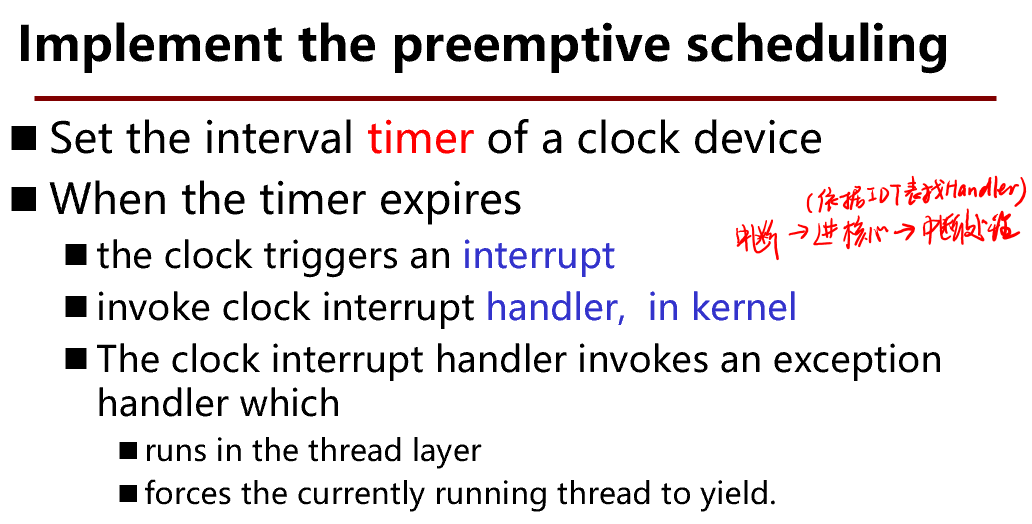 Implement the preemptive scheduling
■ Set the interval timer of a clock device
■ When the timer expires
(依据IDT表找Handler)
中断→进核心→中断处理
■ the clock triggers an interrupt
■ invoke clock interrupt handler, in kernel
■ The clock interrupt handler invokes an exception
handler which
■ runs in the thread layer
■ forces the currently running thread to yield.